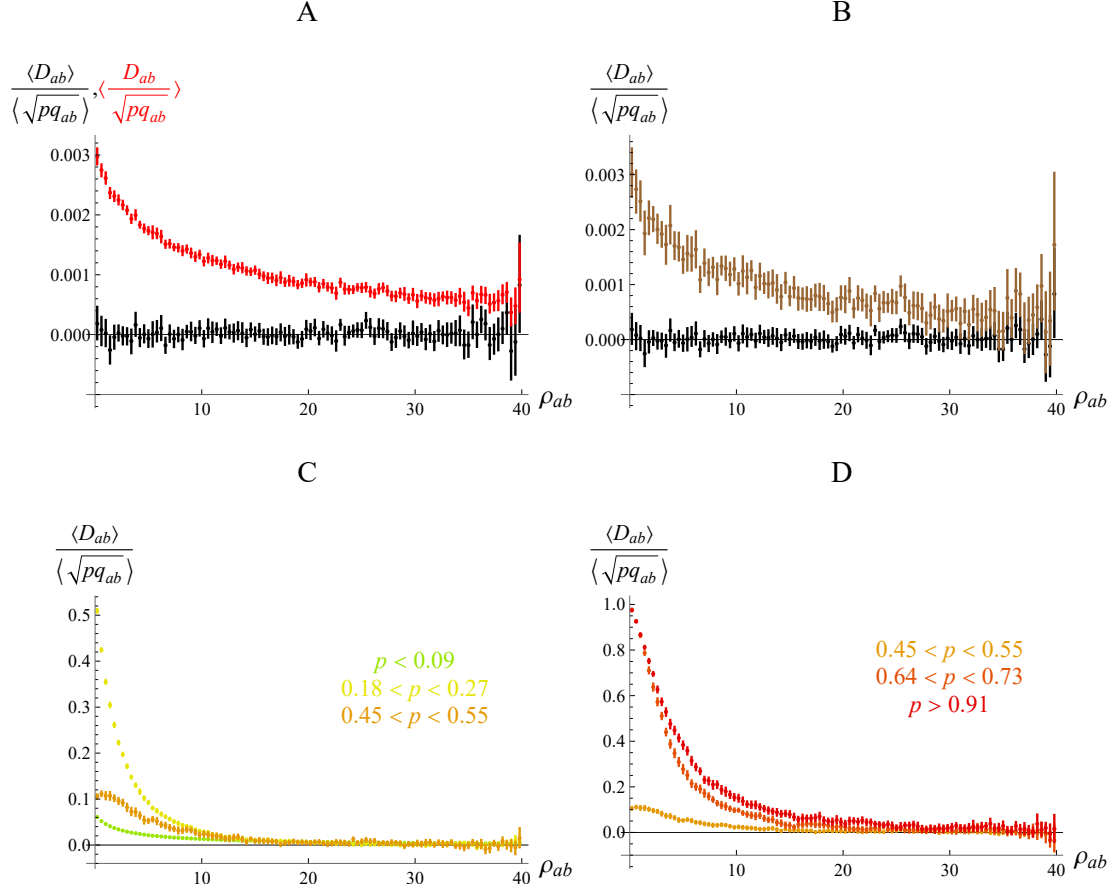 A
B
⟨D_ab⟩/⟨√pq_ab⟩,⟨D_ab/√pq_ab⟩
⟨D_ab⟩/⟨√pq_ab⟩
0.003
0.002
0.001
0.000
10 20 30 40 ρ_ab
0.003
0.002
0.001
0.000
10 20 30 40 ρ_ab
C
D
⟨D_ab⟩/⟨√pq_ab⟩
⟨D_ab⟩/⟨√pq_ab⟩
0.5
0.4
0.3
0.2
0.1
0.0
p < 0.09
0.18 < p < 0.27
0.45 < p < 0.55
10 20 30 40 ρ_ab
1.0
0.8
0.6
0.4
0.2
0.0
0.45 < p < 0.55
0.64 < p < 0.73
p > 0.91
10 20 30 40 ρ_ab